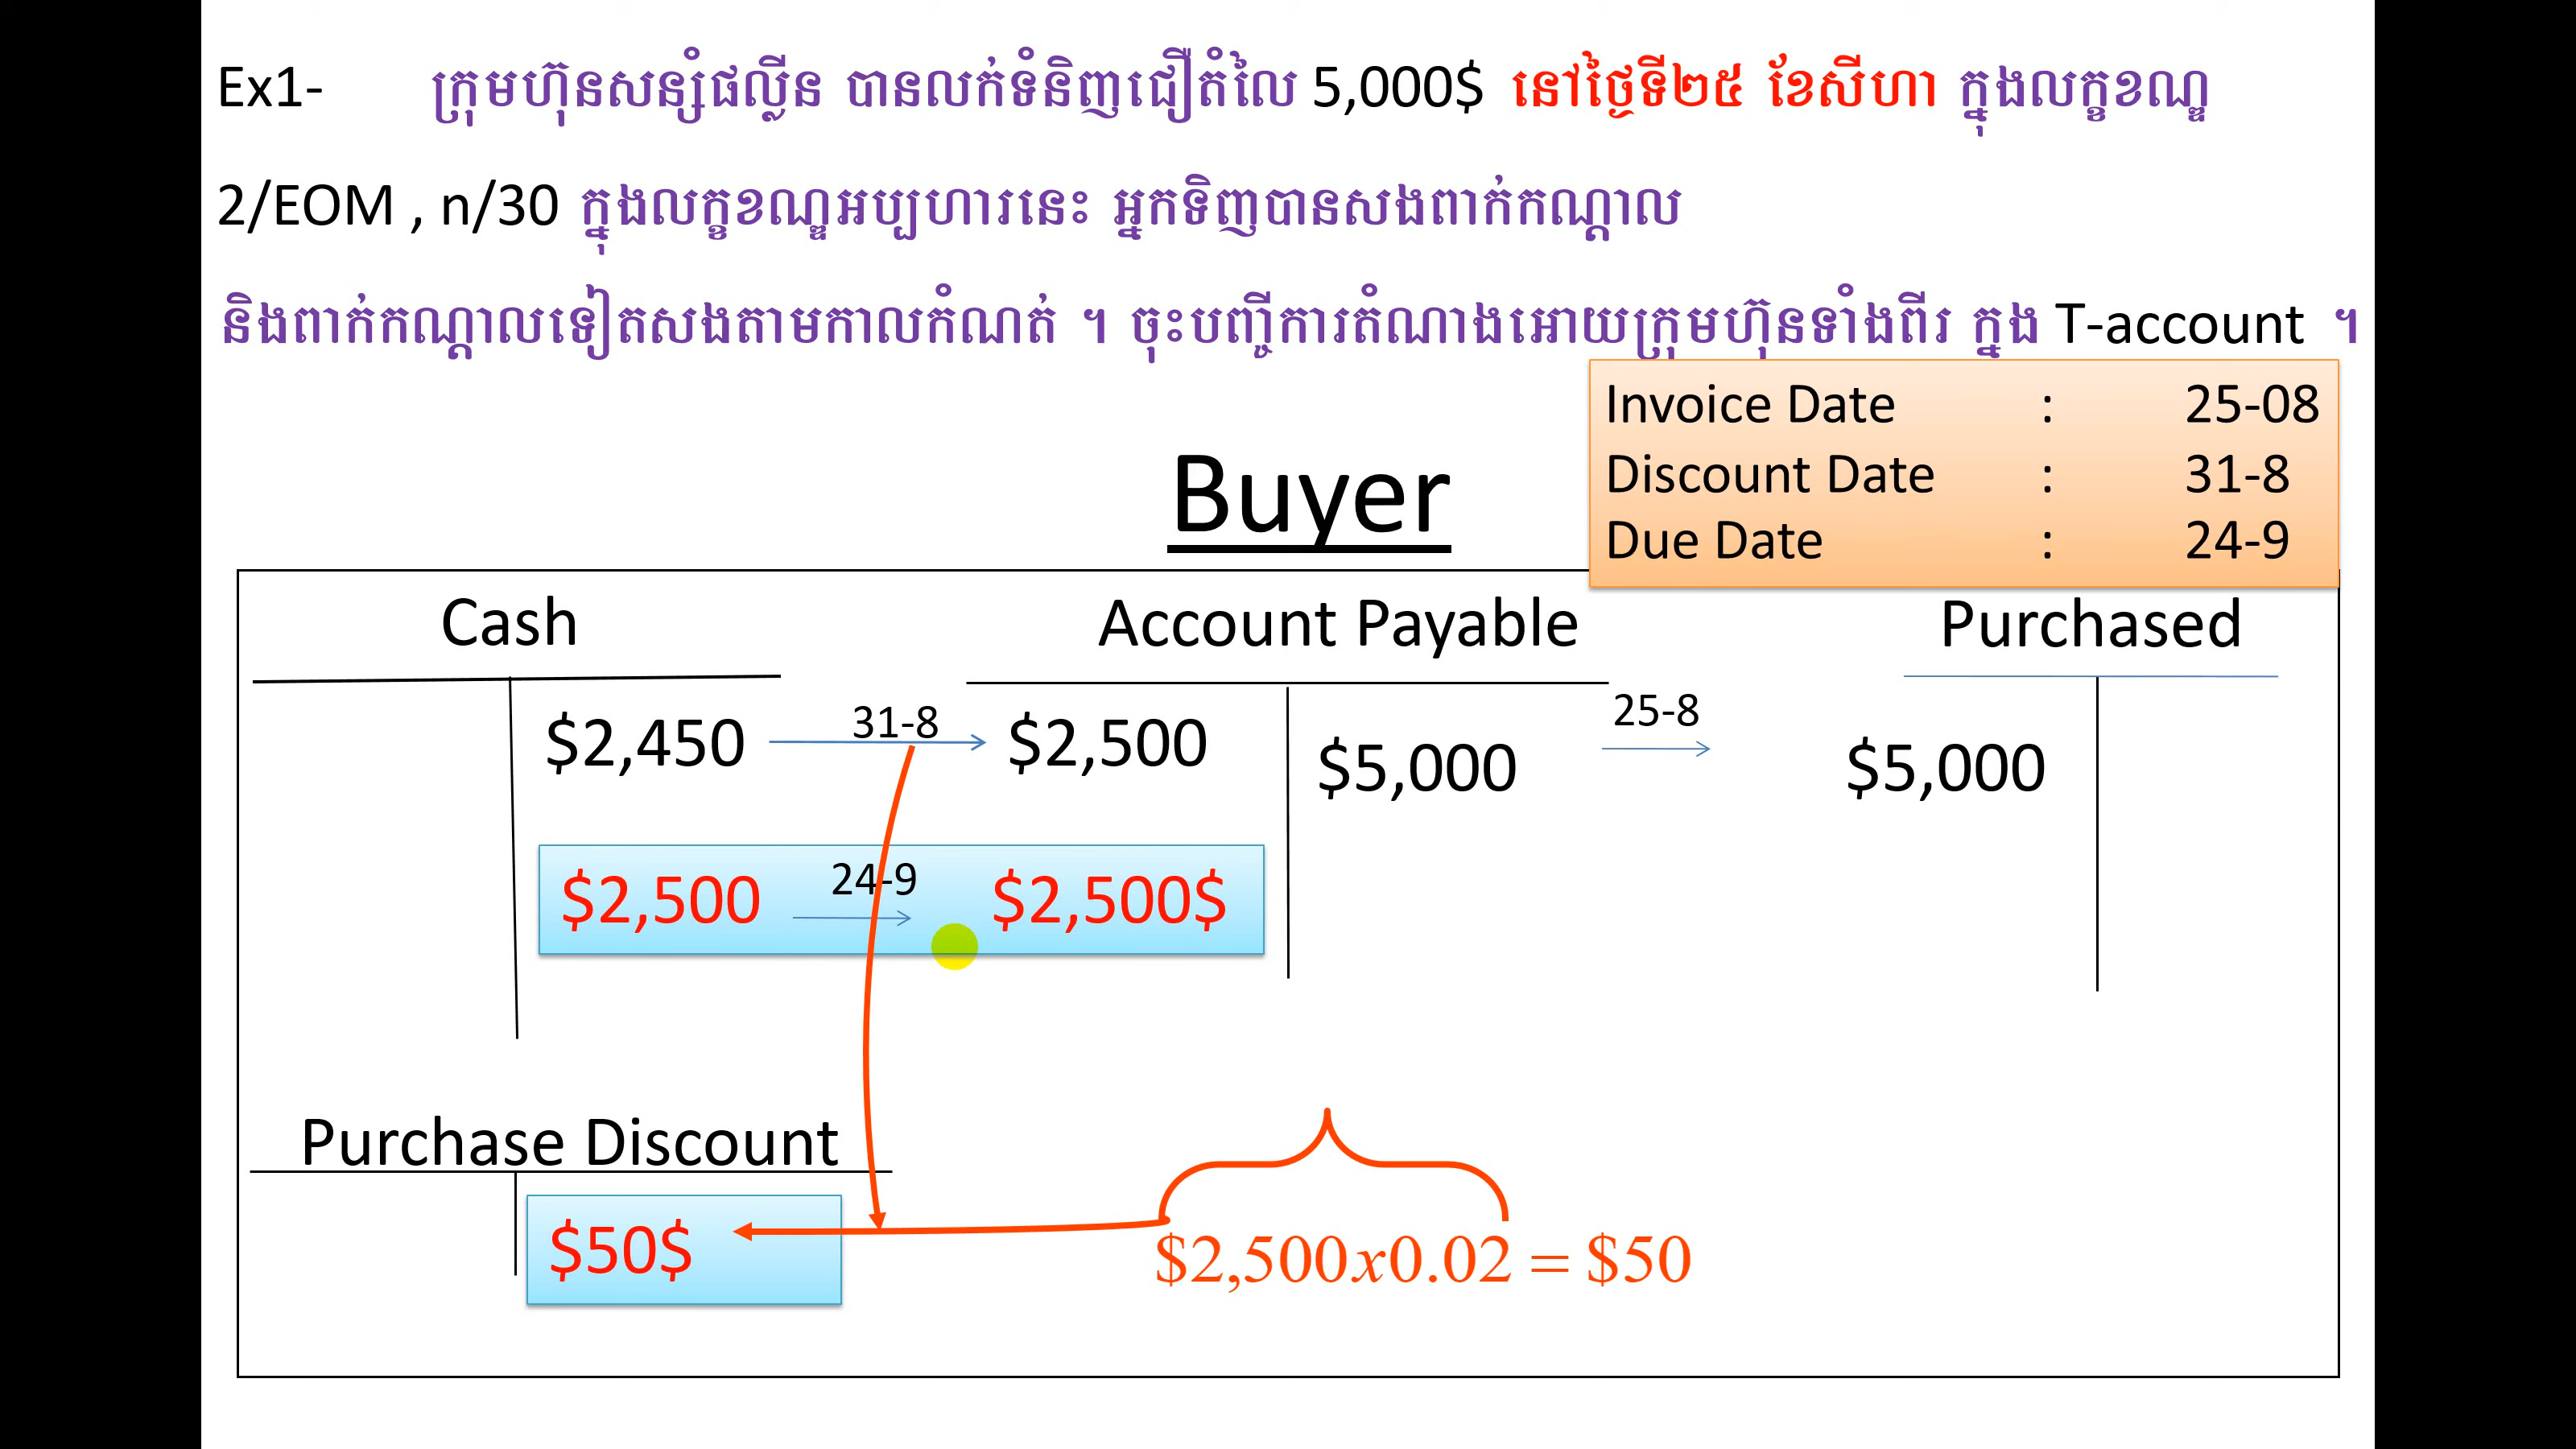 Ex1- ក្រុមហ៊ុនសន្សំផល្លីន បានលក់ទំនិញជឿតំលៃ 5,000$ នៅថ្ងៃទី២៥ ខែសីហា ក្នុងលក្ខខណ្ឌ
2/EOM , n/30 ក្នុងលក្ខខណ្ឌអប្បហារនេះ អ្នកទិញបានសងពាក់កណ្តាល
និងពាក់កណ្តាលទៀតសងតាមកាលកំណត់ ។ ចុះបញ្ជីការតំណាងអោយក្រុមហ៊ុនទាំងពីរ ក្នុង T-account ។
Invoice Date : 25-08
Discount Date : 31-8
Due Date : 24-9
Buyer
Cash Account Payable Purchased
$2,450 31-8 $2,500 $5,000 25-8 $5,000
$2,500 24-9 $2,500$
Purchase Discount
$50$ $2,500x0.02 = $50